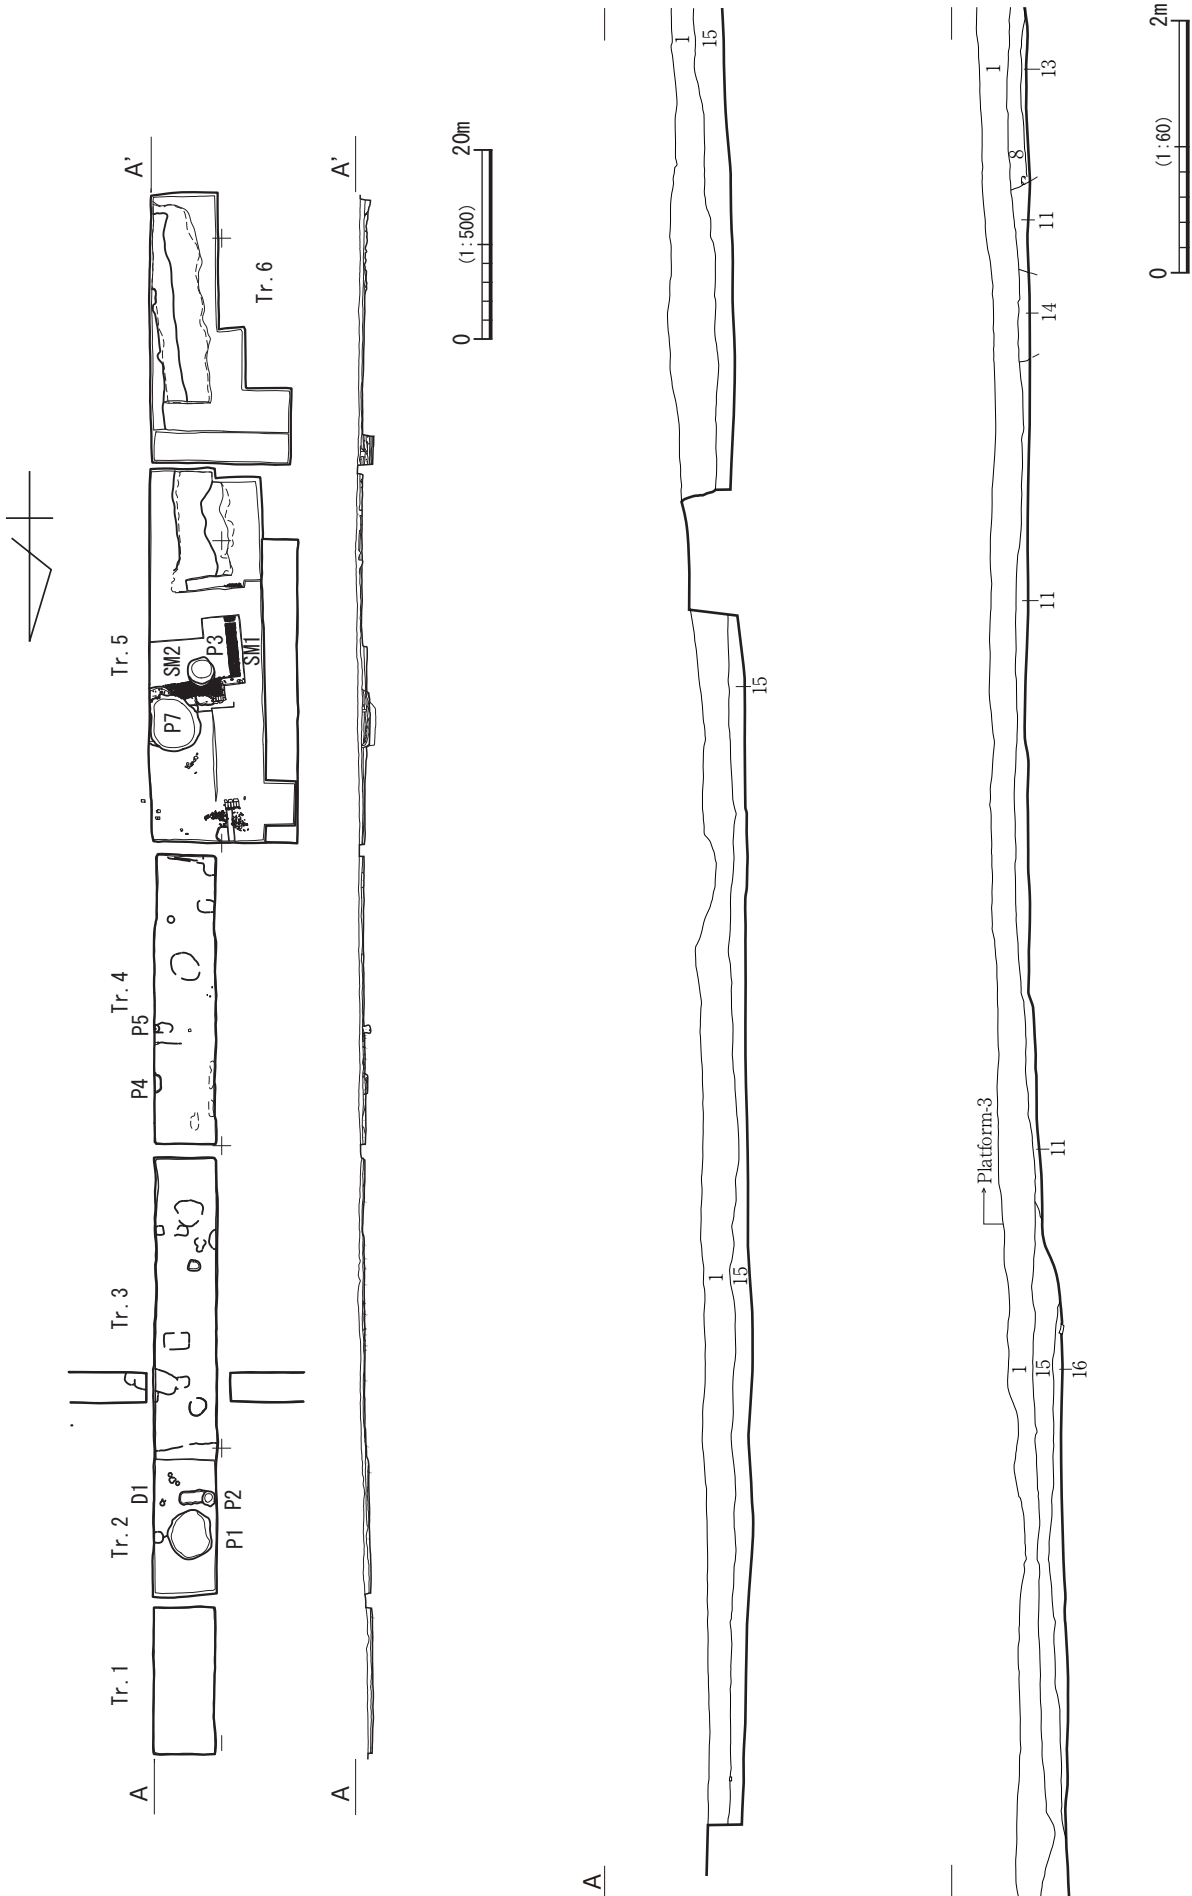 A'
A'
Tr. 6
20m
(1:500)
0
Tr. 5
SM2
P3
SM1
P7
Tr. 4
P5
P4
Tr. 3
D1
Tr. 2
P2
P1
Tr. 1
A
A
1
15
15
1
15
A
1
13
8
11
14
11
11
→Platform-3
1
15
16
2m
(1:60)
0